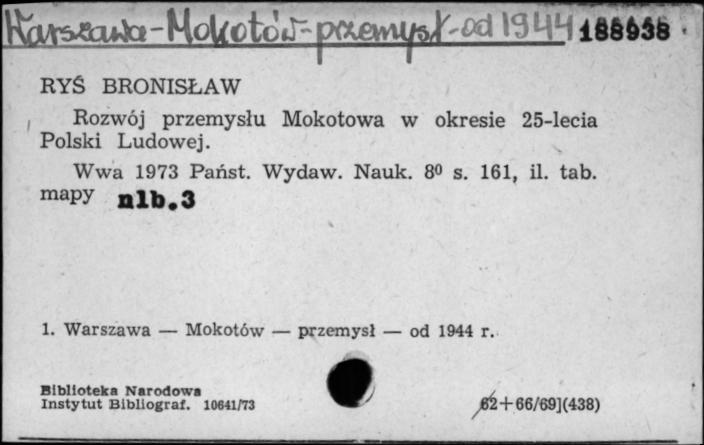 Warszawa-Mokotów-przemysł-od 1944 188938
RYŚ BRONISŁAW
Rozwój przemysłu Mokotowa w okresie 25-lecia
Polski Ludowej.
Wwa 1973 Państ. Wydaw. Nauk. 8⁰ s. 161, il. tab.
mapy nlb.3
1. Warszawa — Mokotów — przemysł — od 1944 r.
Biblioteka Narodowa
Instytut Bibliograf. 10641/73 62+66/69](438)